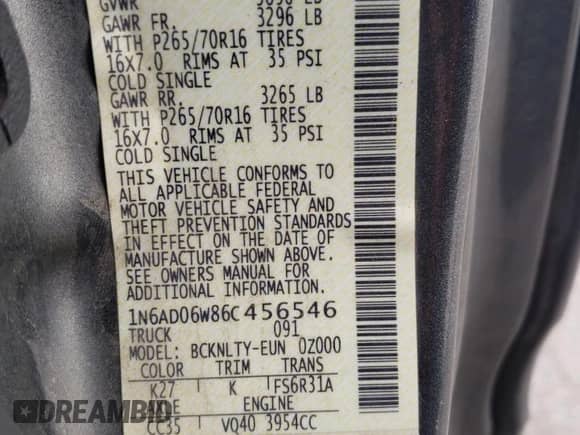 GVWR
GAWR FR. 3296 LB
WITH P265/70R16 TIRES
16X7.0 RIMS AT 35 PSI
COLD SINGLE
GAWR RR. 3265 LB
WITH P265/70R16 TIRES
16X7.0 RIMS AT 35 PSI
COLD SINGLE
THIS VEHICLE CONFORMS TO
ALL APPLICABLE FEDERAL
MOTOR VEHICLE SAFETY AND
THEFT PREVENTION STANDARDS
IN EFFECT ON THE DATE OF
MANUFACTURE SHOWN ABOVE.
SEE OWNERS MANUAL FOR
ADDITIONAL INFORMATION.
1N6AD06W86C456546
TRUCK 091
MODEL: BCKNLTY-EUN 0Z000
COLOR TRIM TRANS
K27 K FS6R31A
ENGINE
CC35 VQ40 3954CC
DREAMBID.com